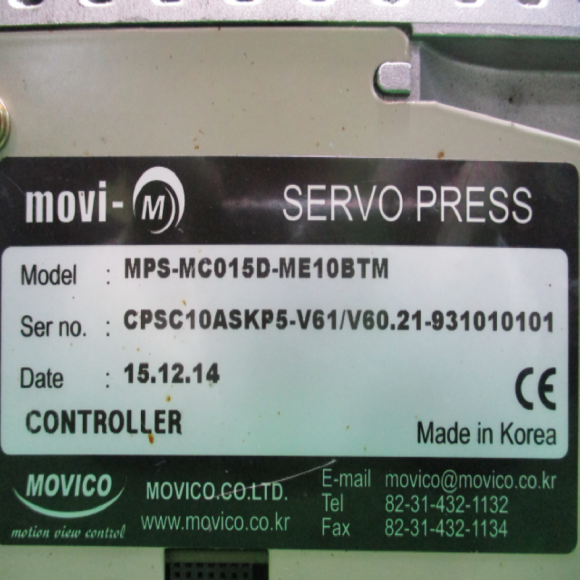 movi-M SERVO PRESS
Model : MPS-MC015D-ME10BTM
Ser no. : CPSC10ASKP5-V61/V60.21-931010101
Date : 15.12.14
CE
CONTROLLER
Made in Korea
MOVICO
motion view control
MOVICO.CO.LTD.
www.movico.co.kr
E-mail movico@movico.co.kr
Tel 82-31-432-1132
Fax 82-31-432-1134